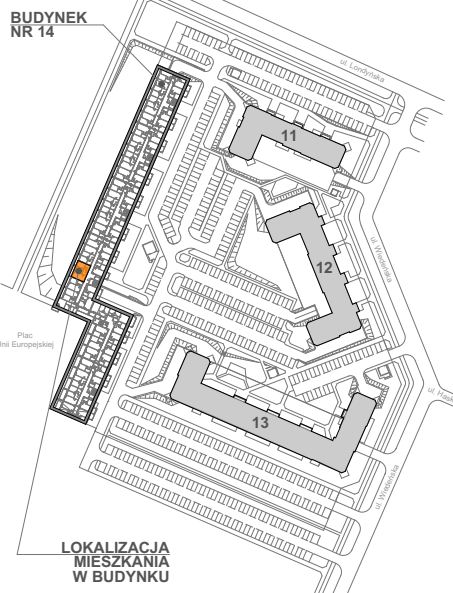 BUDYNEK
NR 14
ul. Londyńska
11
ul. Wiedeńska
12
Plac
Unii Europejskiej
13
ul. Wiedeńska
LOKALIZACJA
MIESZKANIA
W BUDYNKU